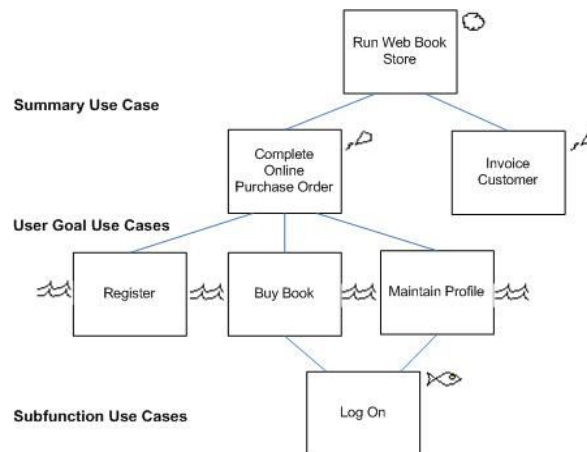 Run Web Book
Store
Summary Use Case
Complete
Online
Purchase Order
Invoice
Customer
User Goal Use Cases
Register
Buy Book
Maintain Profile
Log On
Subfunction Use Cases